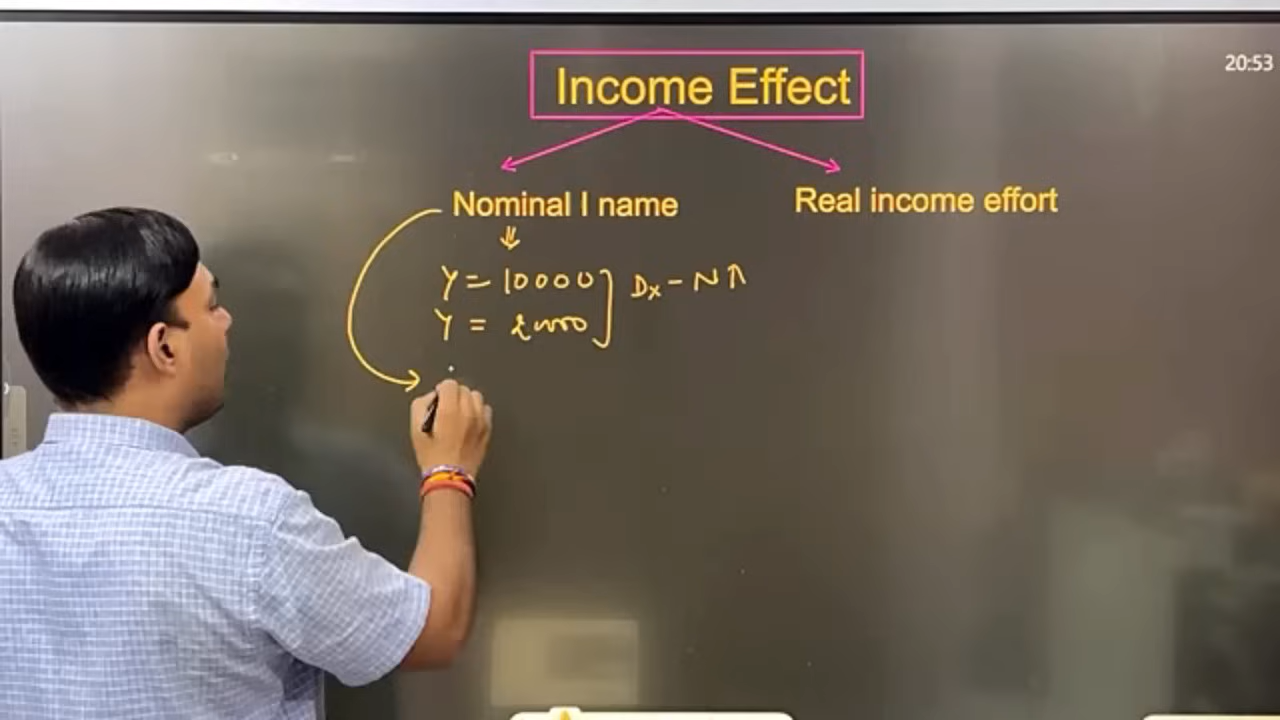 20:53
Income Effect
Nominal I name
Real income effort
Y = 10000
Dx - N↑
Y =